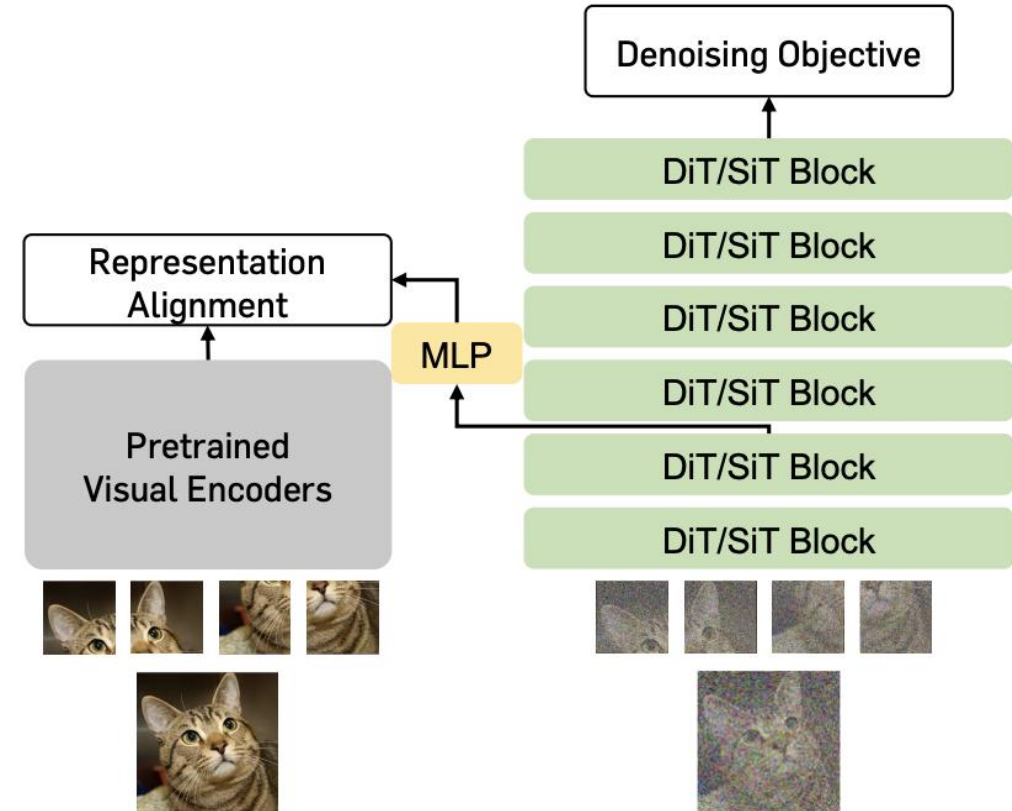 Denoising Objective
DiT/SiT Block
DiT/SiT Block
Representation
Alignment
DiT/SiT Block
MLP
DiT/SiT Block
Pretrained
Visual Encoders
DiT/SiT Block
DiT/SiT Block